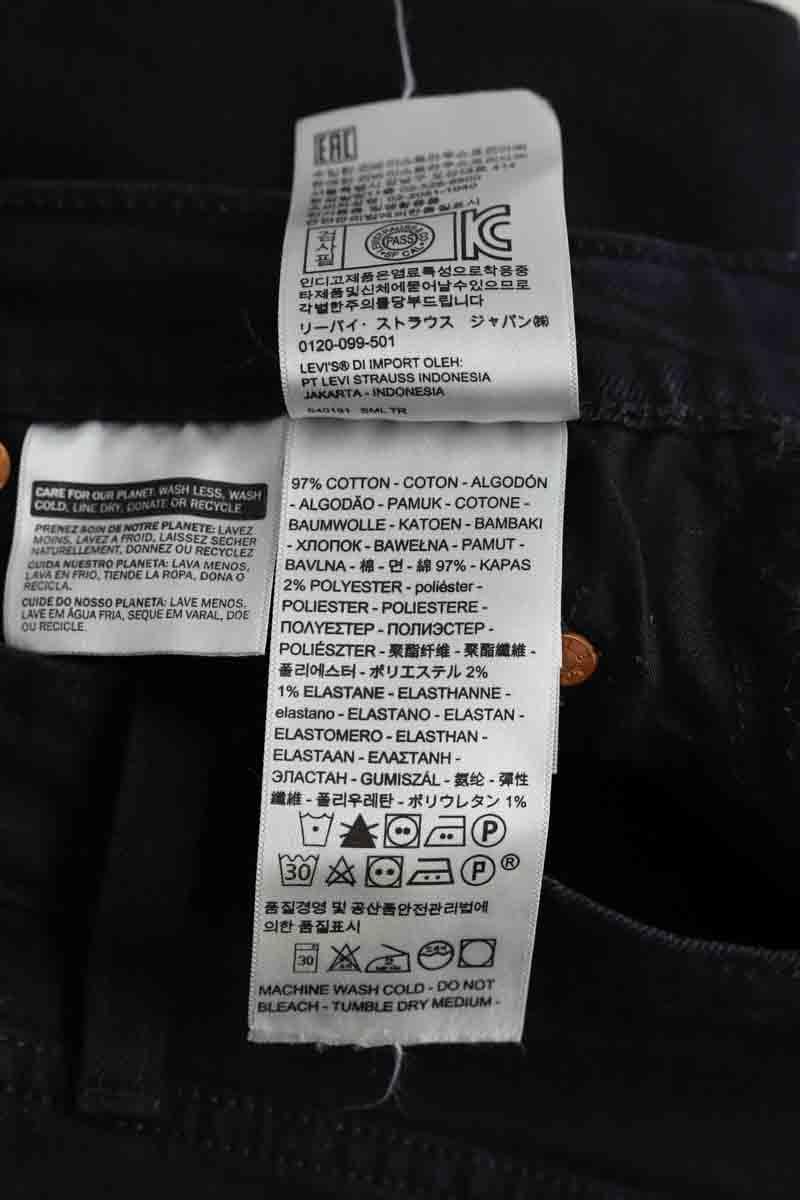 EAC
검사필
PASS
SF CAL
인디고제품은염료특성으로착용중
타제품및신체에묻어날수있으므로
각별한주의를당부드립니다
リーバイ・ストラウス ジャパン㈱
0120-099-501
LEVI'S® DI IMPORT OLEH:
PT LEVI STRAUSS INDONESIA
JAKARTA - INDONESIA
CARE FOR OUR PLANET: WASH LESS, WASH
COLD, LINE DRY, DONATE OR RECYCLE
PRENEZ SOIN DE NOTRE PLANETE: LAVEZ
MOINS, LAVEZ A FROID, LAISSEZ SECHER
NATURELLEMENT, DONNEZ OU RECYCLEZ
CUIDA NUESTRO PLANETA: LAVA MENOS,
LAVA EN FRIO, TIENDE LA ROPA, DONA O
RECICLA.
CUIDE DO NOSSO PLANETA: LAVE MENOS,
LAVE EM ÁGUA FRIA, SEQUE EM VARAL, DOE
OU RECICLE.
97% COTTON - COTON - ALGODÓN
- ALGODÃO - PAMUK - COTONE -
BAUMWOLLE - KATOEN - BAMBAKI
- ХЛОПОК - BAWEŁNA - PAMUT -
BAVLNA - 棉 - 면 - 綿 97% - KAPAS
2% POLYESTER - poliéster -
POLIESTER - POLIESTERE -
ΠΟΛΥΕΣΤΕΡ - ПОЛИЭСТЕР -
POLIÉSZTER - 聚酯纤维 - 聚酯纖維 -
폴리에스터 - ポリエステル 2%
1% ELASTANE - ELASTHANNE -
elastano - ELASTANO - ELASTAN -
ELASTOMERO - ELASTHAN -
ELASTAAN - ΕΛΑΣΤΑΝΗ -
ЭЛАСТАН - GUMISZÁL - 氨纶 - 彈性
纖維 - 폴리우레탄 - ポリウレタン 1%
P
30 P ®
품질경영 및 공산품안전관리법에
의한 품질표시
30
MACHINE WASH COLD - DO NOT
BLEACH - TUMBLE DRY MEDIUM -